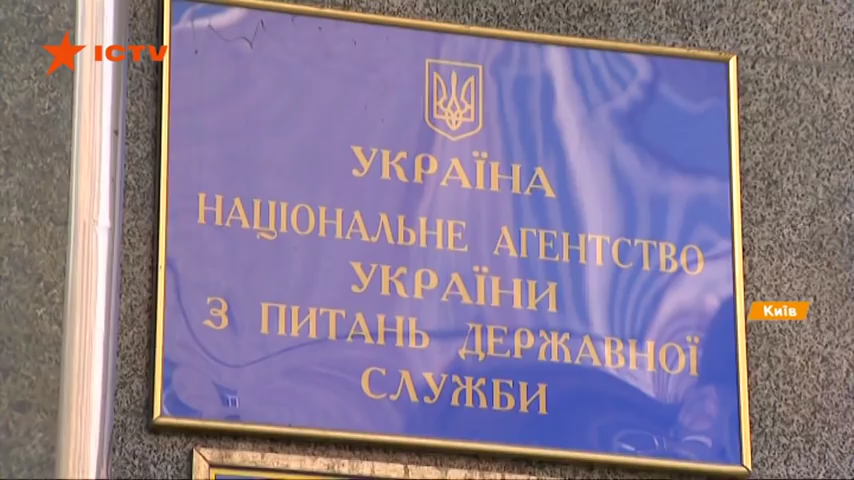 ICTV
УКРАЇНА
НАЦІОНАЛЬНЕ АГЕНТСТВО
УКРАЇНИ
З ПИТАНЬ ДЕРЖАВНОЇ
СЛУЖБИ
Київ